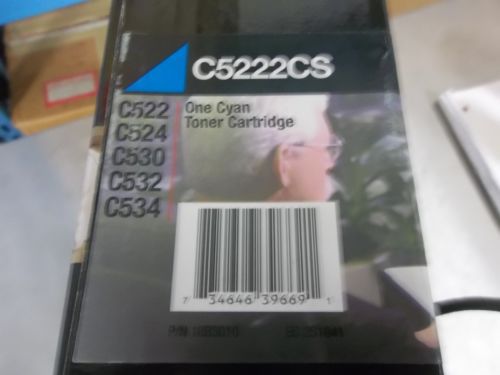 C5222CS
One Cyan
Toner Cartridge
C522
C524
C530
C532
C534
7 34646 39669 1
P/N